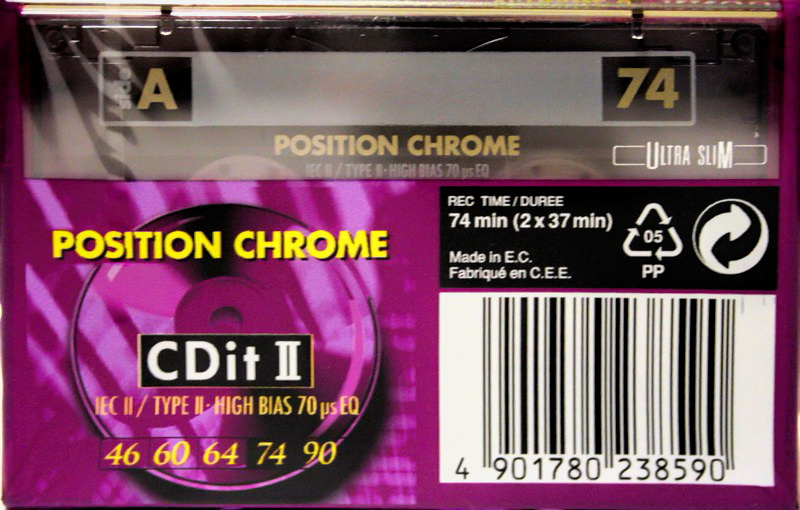 side A 74
POSITION CHROME
IEC II / TYPE II · HIGH BIAS 70 µs EQ
ULTRA SLIM
POSITION CHROME
CDit II
IEC II / TYPE II · HIGH BIAS 70 µs EQ
46 60 64 74 90
REC TIME / DUREE
74 min (2 x 37 min)
Made in E.C.
Fabriqué en C.E.E.
05
PP
4 901780 238590